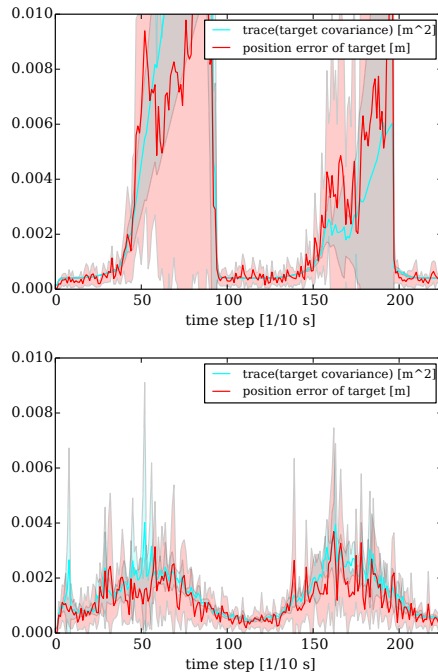 0.010
0.008
0.006
0.004
0.002
0.000
trace(target covariance) [m^2]
position error of target [m]
0 50 100 150 200
time step [1/10 s]
0.010
0.008
0.006
0.004
0.002
0.000
trace(target covariance) [m^2]
position error of target [m]
0 50 100 150 200
time step [1/10 s]